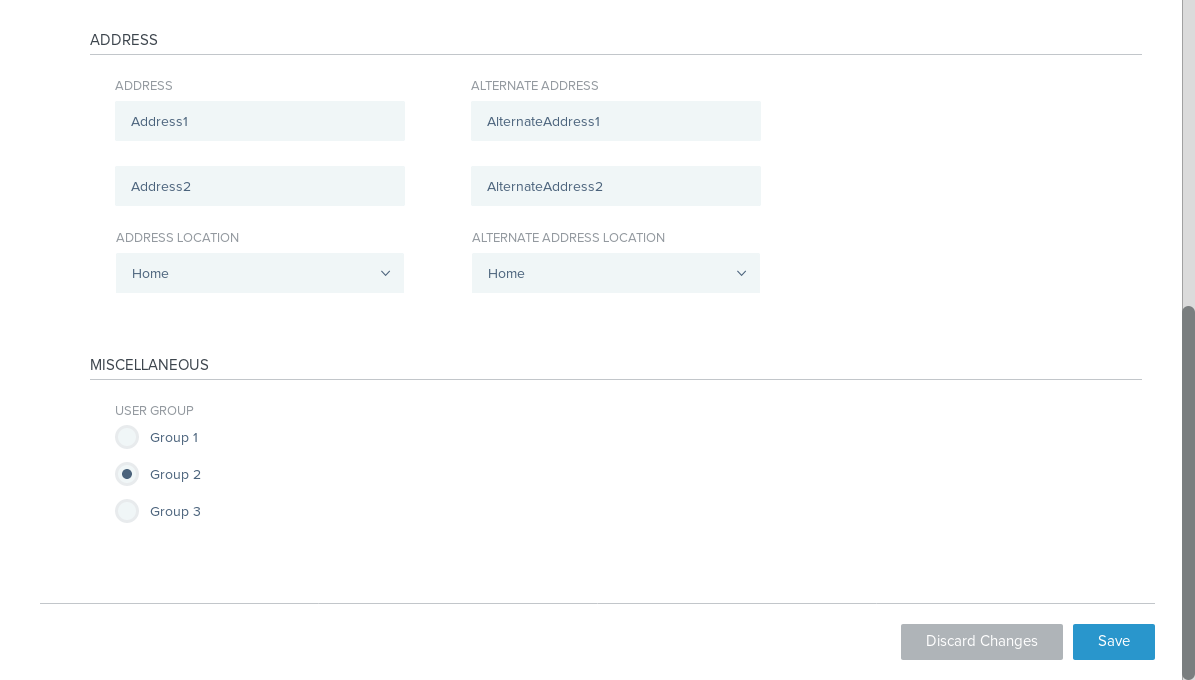 ADDRESS
ADDRESS
ALTERNATE ADDRESS
Address1
AlternateAddress1
Address2
AlternateAddress2
ADDRESS LOCATION
ALTERNATE ADDRESS LOCATION
Home
Home
MISCELLANEOUS
USER GROUP
Group 1
Group 2
Group 3
Discard Changes
Save